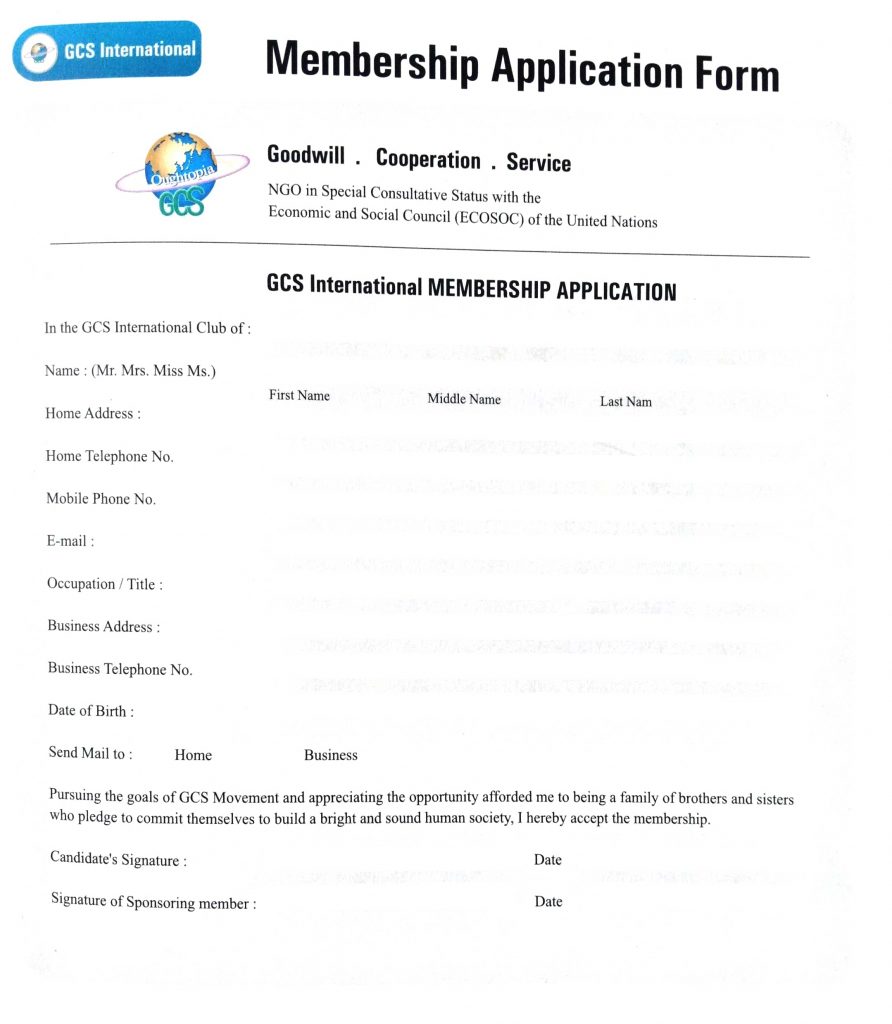 GCS International
Membership Application Form
Oughtopia
GCS
Goodwill . Cooperation . Service
NGO in Special Consultative Status with the
Economic and Social Council (ECOSOC) of the United Nations
GCS International MEMBERSHIP APPLICATION
In the GCS International Club of :
Name : (Mr. Mrs. Miss Ms.)
First Name Middle Name Last Nam
Home Address :
Home Telephone No.
Mobile Phone No.
E-mail :
Occupation / Title :
Business Address :
Business Telephone No.
Date of Birth :
Send Mail to : Home Business
Pursuing the goals of GCS Movement and appreciating the opportunity afforded me to being a family of brothers and sisters
who pledge to commit themselves to build a bright and sound human society, I hereby accept the membership.
Candidate's Signature : Date
Signature of Sponsoring member : Date